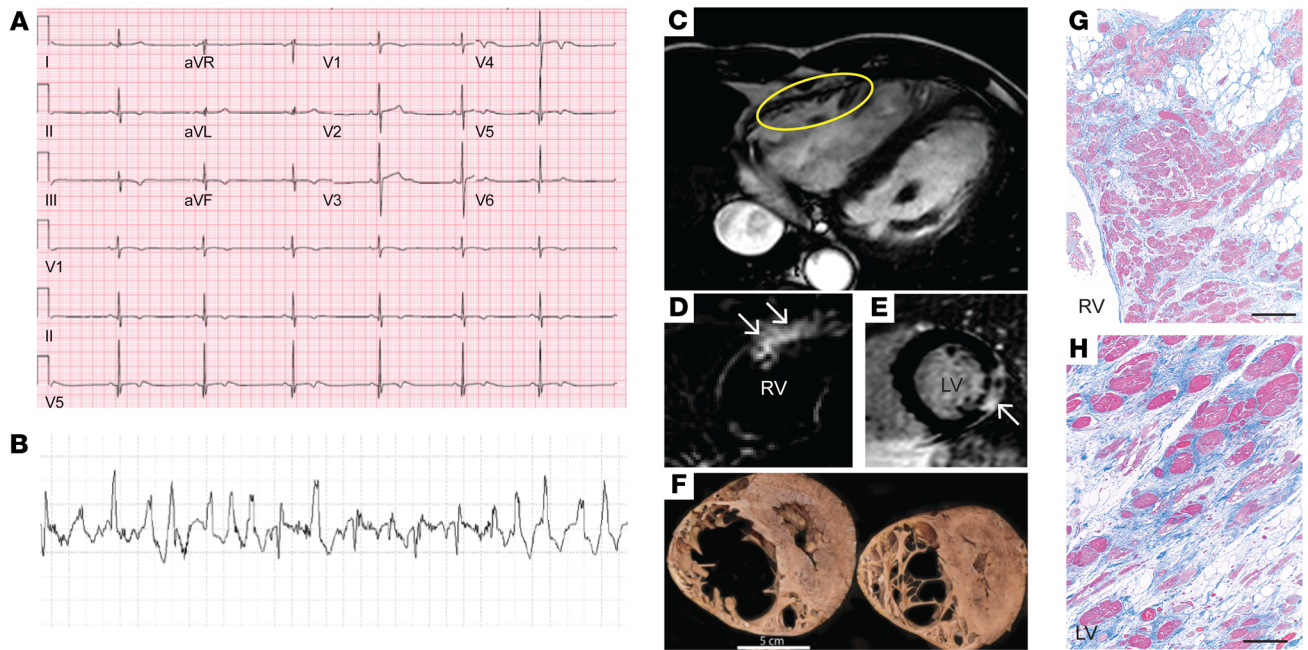 A
I aVR V1 V4
II aVL V2 V5
III aVF V3 V6
V1
II
V5
B
C
D
RV
E
LV
F
5 cm
G
RV
H
LV